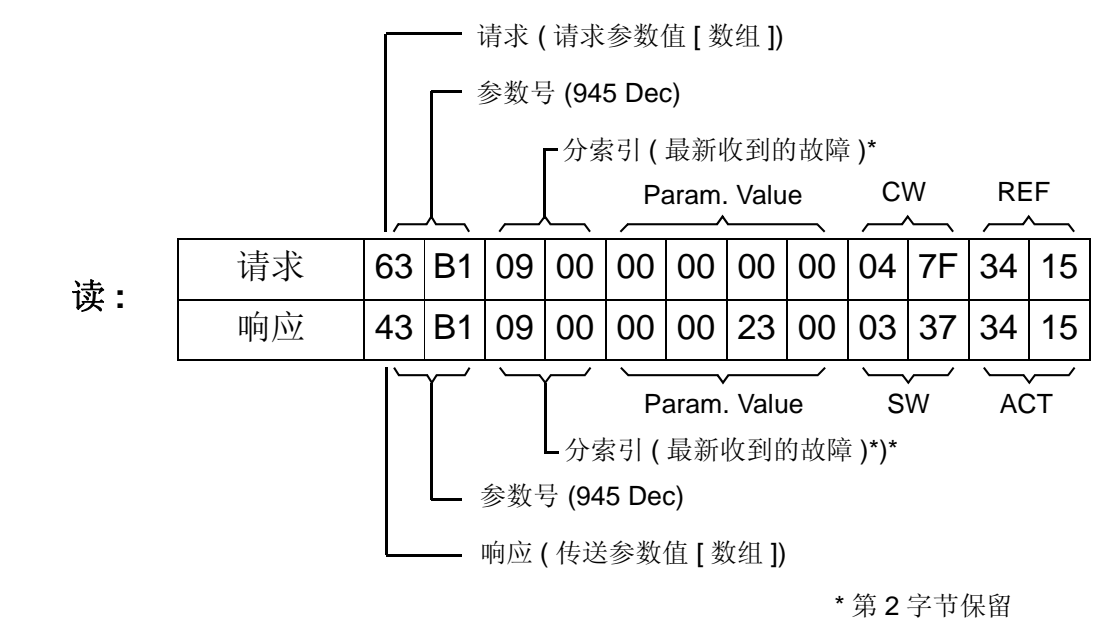 请求 ( 请求参数值 [ 数组 ])
参数号 (945 Dec)
分索引 ( 最新收到的故障 )*
Param. Value CW REF
读 :
请求 63 B1 09 00 00 00 00 00 04 7F 34 15
响应 43 B1 09 00 00 00 23 00 03 37 34 15
Param. Value SW ACT
分索引 ( 最新收到的故障 )*)*
参数号 (945 Dec)
响应 ( 传送参数值 [ 数组 ])
* 第 2 字节保留